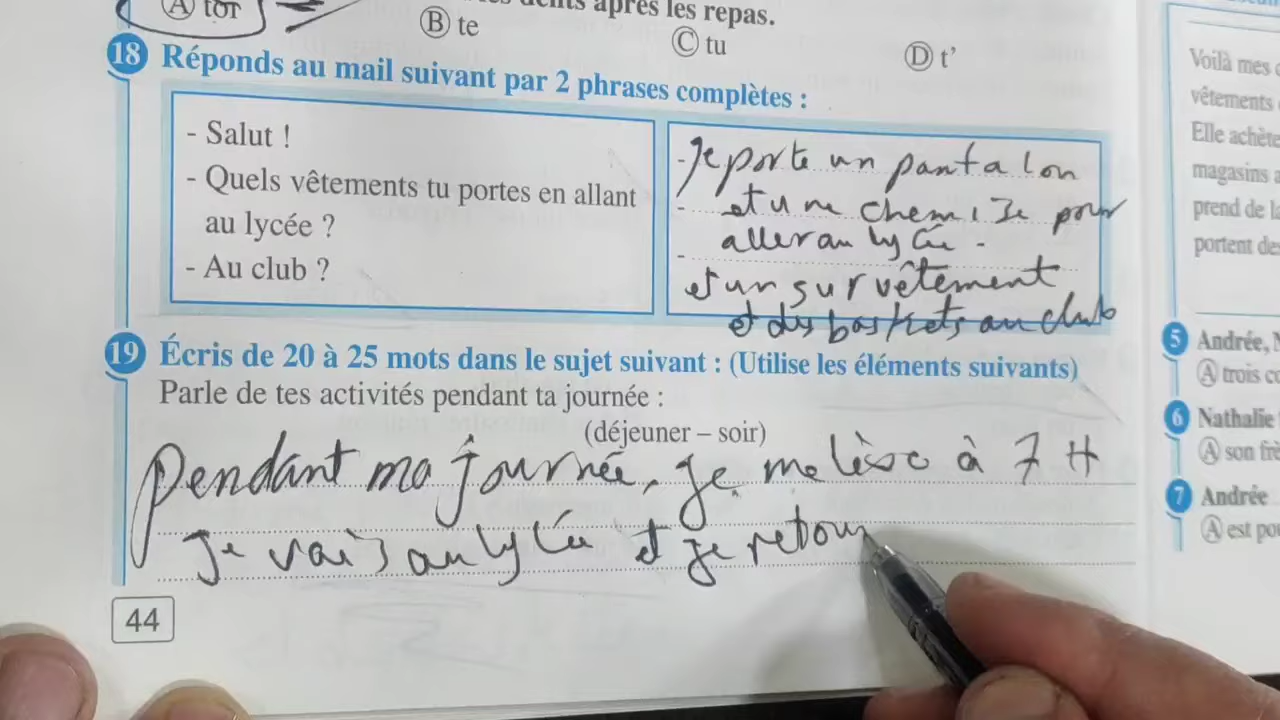 Ⓐ toi
dents après les repas.
Ⓑ te
Ⓒ tu
Ⓓ t'
18 Réponds au mail suivant par 2 phrases complètes :
- Salut !
- Quels vêtements tu portes en allant
au lycée ?
- Au club ?
- Je porte un pantalon
- et une chemise pour
aller au lycée.
- et un survêtement
et des baskets au club
19 Écris de 20 à 25 mots dans le sujet suivant : (Utilise les éléments suivants)
Parle de tes activités pendant ta journée :
(déjeuner – soir)
Pendant ma journée, je me lève à 7 H
Je vais au lycée et je retour
44
Voilà mes
vêtements
Elle achète
magasins
prend de
portent des
5 Andrée,
Ⓐ trois
6 Nathalie
Ⓐ son
7 Andrée
Ⓐ est